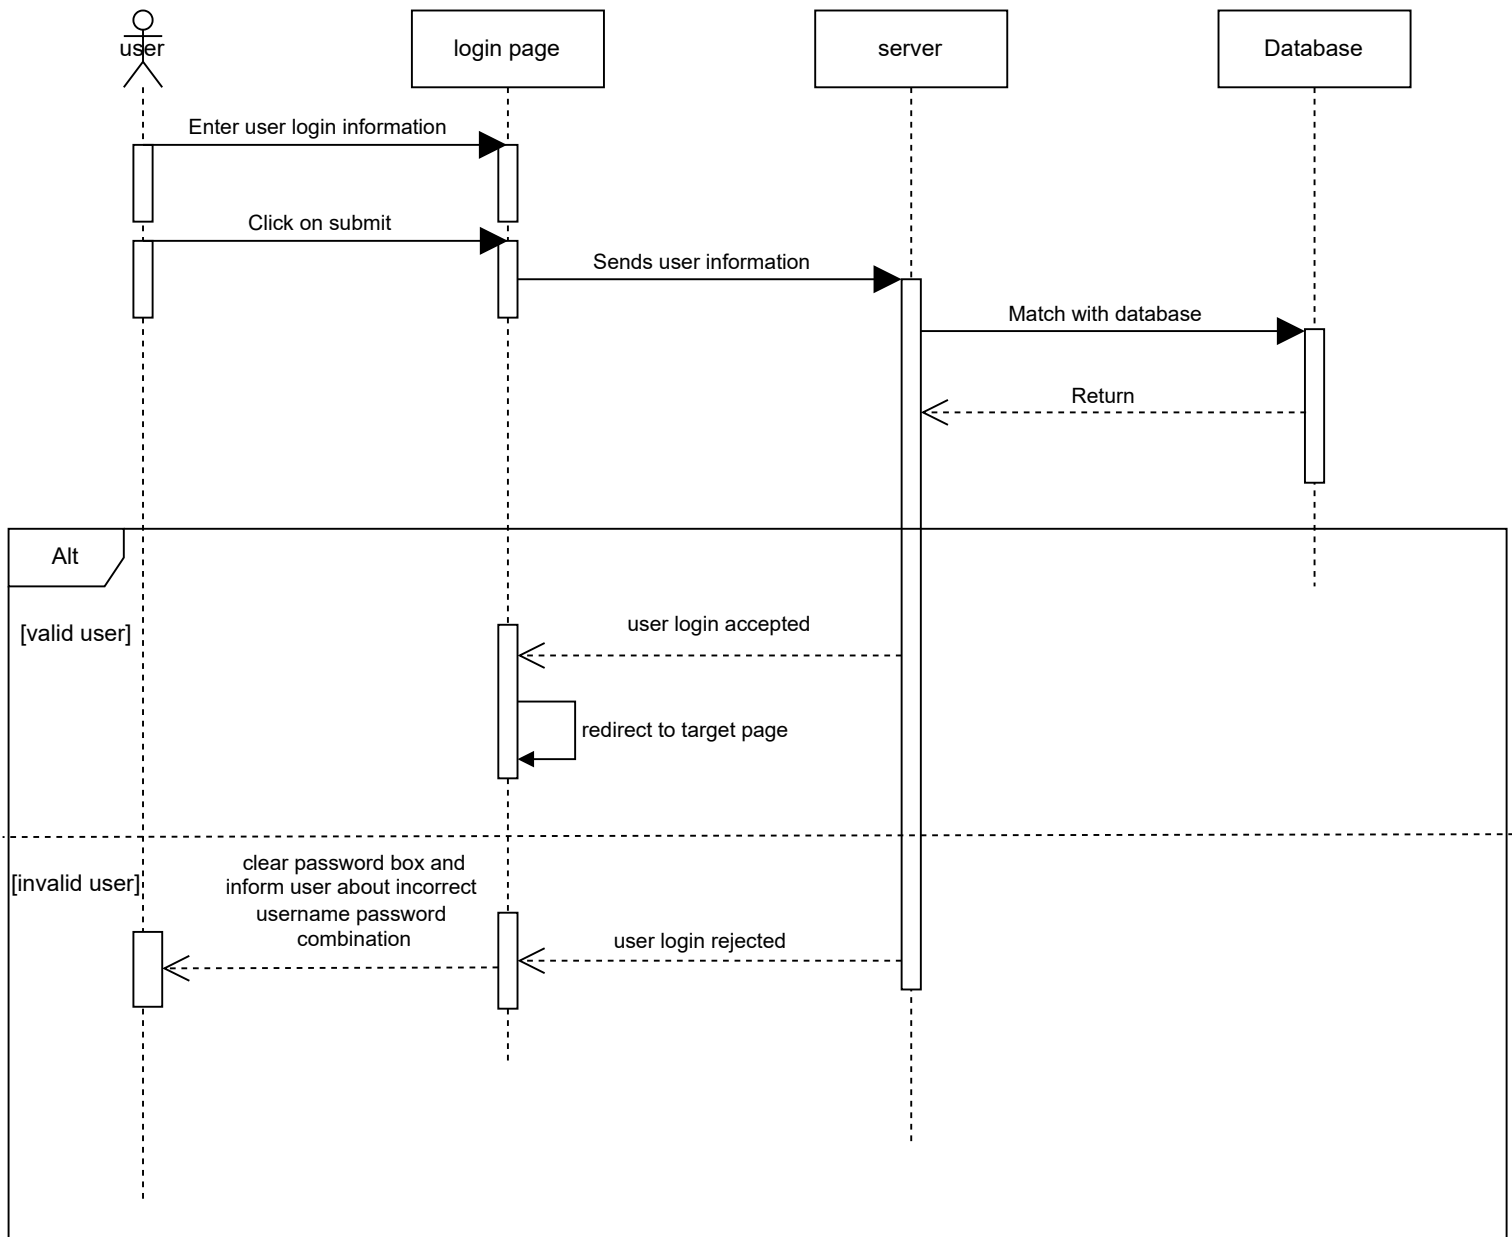 user
login page
server
Database
Enter user login information
Click on submit
Sends user information
Match with database
Return
Alt
[valid user]
user login accepted
redirect to target page
[invalid user]
clear password box and
inform user about incorrect
username password
combination
user login rejected